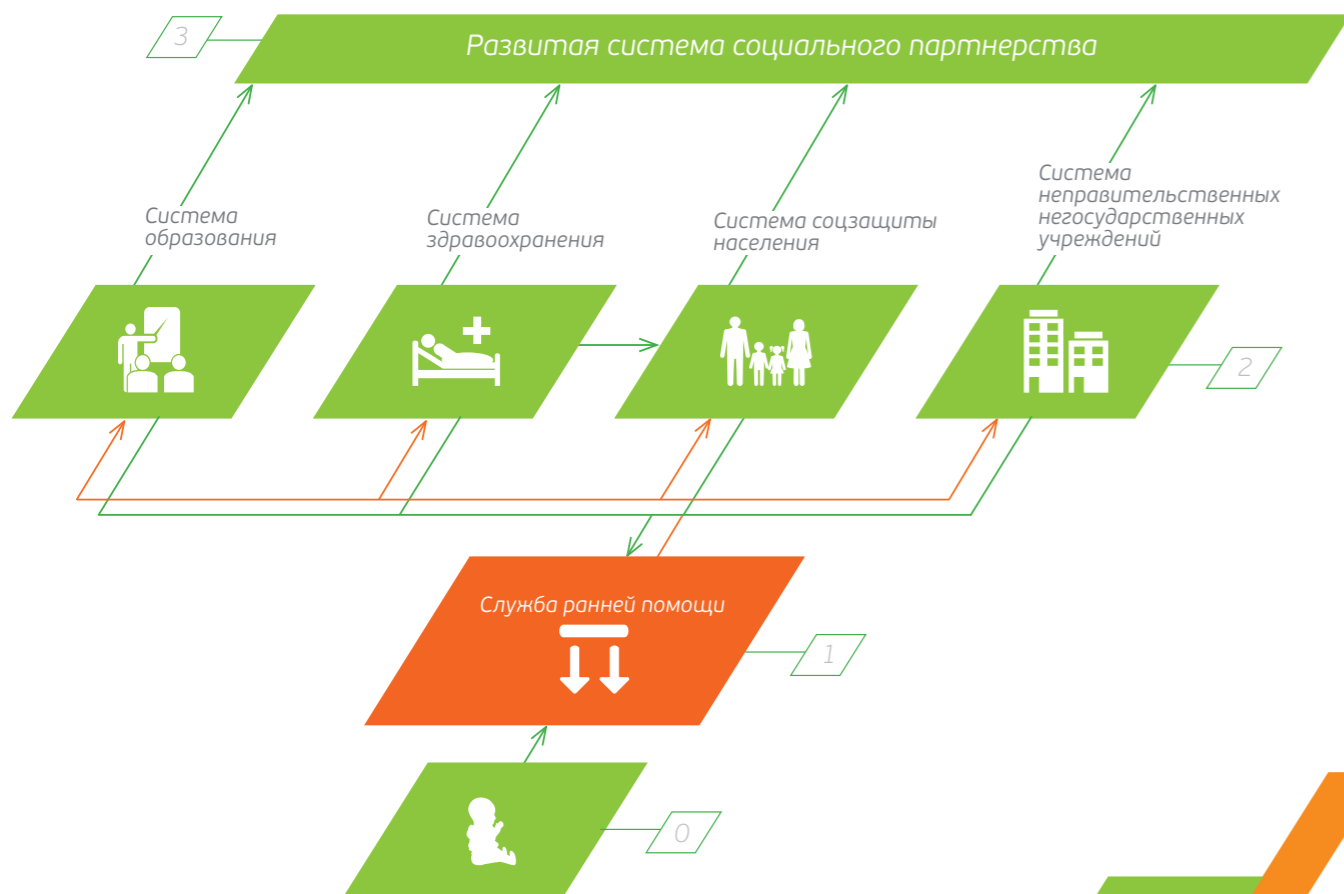 3
Развитая система социального партнерства
Система
образования
Система
здравоохранения
Система соцзащиты
населения
Система
неправительственных
негосударственных
учреждений
2
Служба ранней помощи
1
0